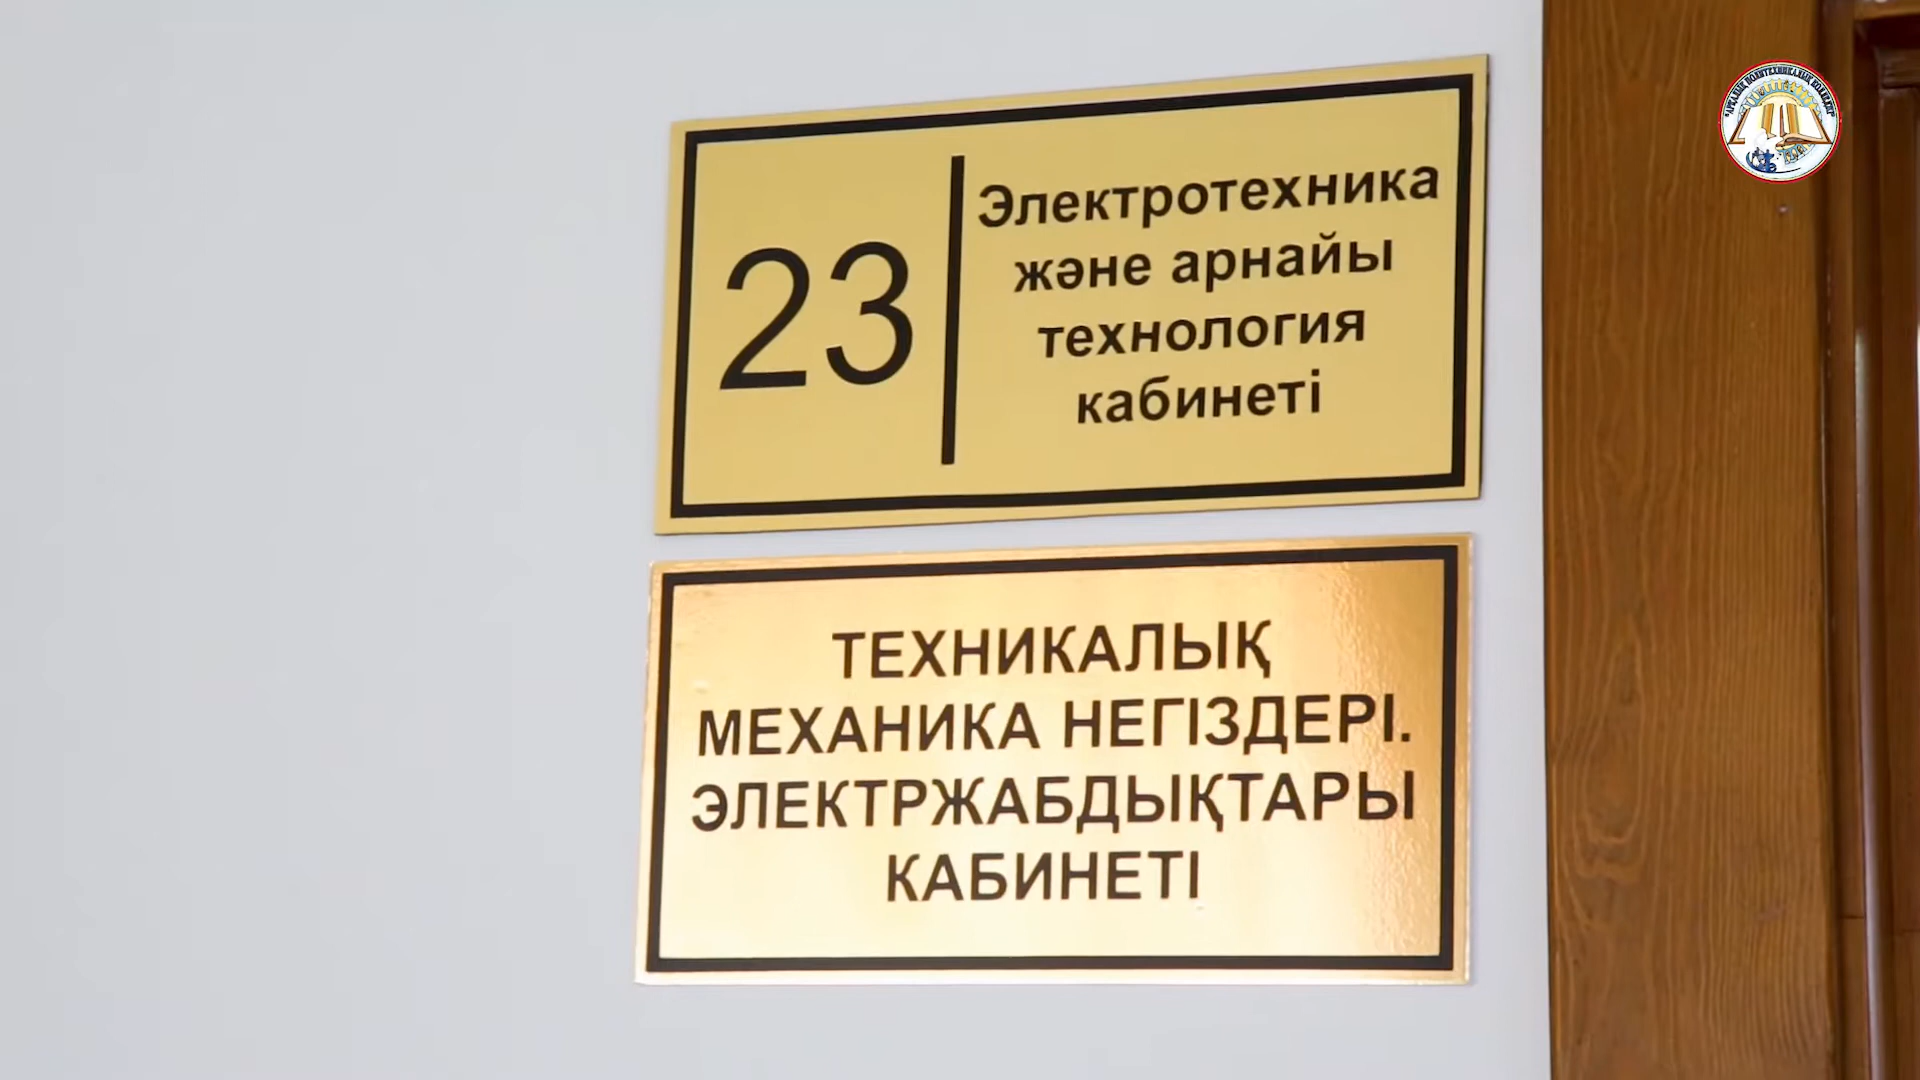 23
Электротехника
және арнайы
технология
кабинеті
ТЕХНИКАЛЫҚ
МЕХАНИКА НЕГІЗДЕРІ.
ЭЛЕКТРЖАБДЫҚТАРЫ
КАБИНЕТІ